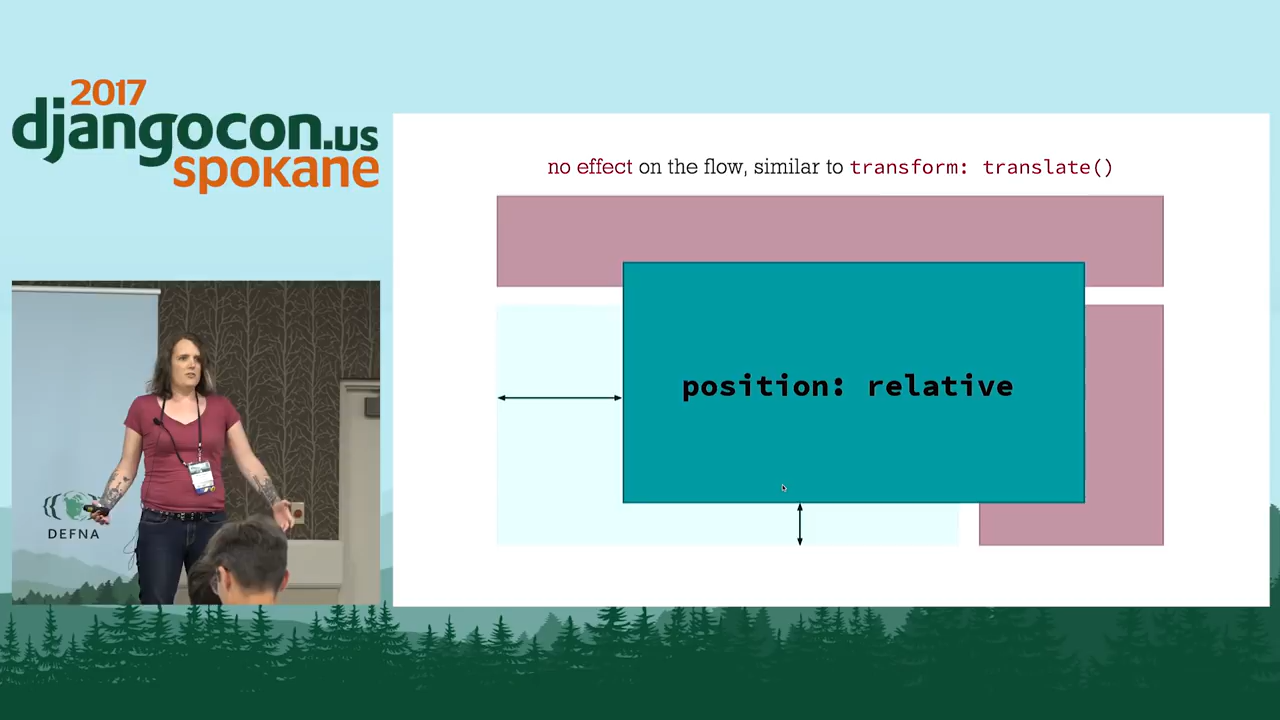 2017
djangocon.us
spokane
no effect on the flow, similar to transform: translate()
position: relative
DEFNA